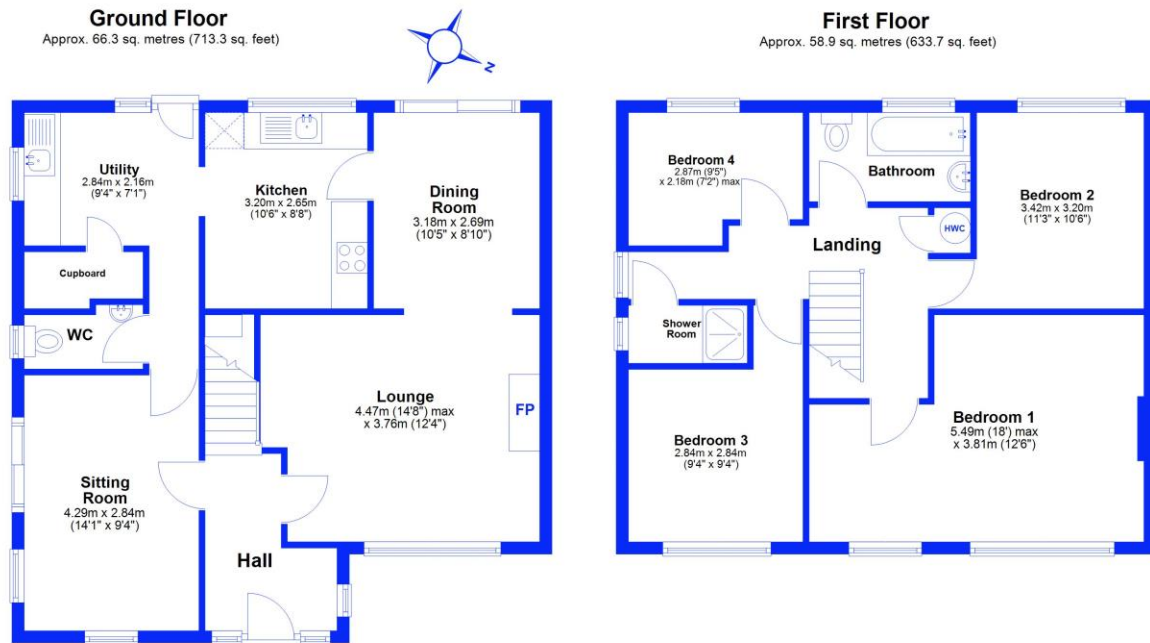 Ground Floor
Approx. 66.3 sq. metres (713.3 sq. feet)
N
Utility
2.84m x 2.16m
(9'4" x 7'1")
Kitchen
3.20m x 2.65m
(10'6" x 8'8")
Dining
Room
3.18m x 2.69m
(10'5" x 8'10")
Cupboard
WC
Lounge
4.47m (14'8") max
x 3.76m (12'4")
FP
Sitting
Room
4.29m x 2.84m
(14'1" x 9'4")
Hall
First Floor
Approx. 58.9 sq. metres (633.7 sq. feet)
Bedroom 4
2.87m (9'5")
x 2.18m (7'2") max
Bathroom
Bedroom 2
3.42m x 3.20m
(11'3" x 10'6")
HWC
Landing
Shower
Room
Bedroom 3
2.84m x 2.84m
(9'4" x 9'4")
Bedroom 1
5.49m (18') max
x 3.81m (12'6")